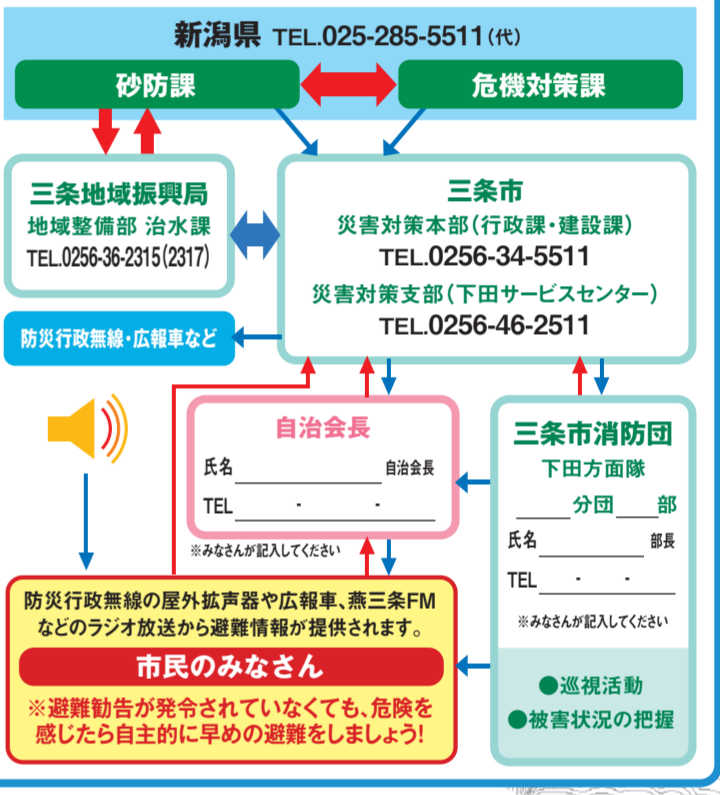 新潟県 TEL.025-285-5511(代)
砂防課
危機対策課
三条地域振興局
地域整備部 治水課
TEL.0256-36-2315(2317)
三条市
災害対策本部(行政課・建設課)
TEL.0256-34-5511
災害対策支部(下田サービスセンター)
TEL.0256-46-2511
防災行政無線・広報車など
自治会長
氏名 自治会長
TEL - -
※みなさんが記入してください
三条市消防団
下田方面隊
分団 部
氏名 部長
TEL - -
※みなさんが記入してください
●巡視活動
●被害状況の把握
防災行政無線の屋外拡声器や広報車、燕三条FM
などのラジオ放送から避難情報が提供されます。
市民のみなさん
※避難勧告が発令されていなくても、危険を
感じたら自主的に早めの避難をしましょう!